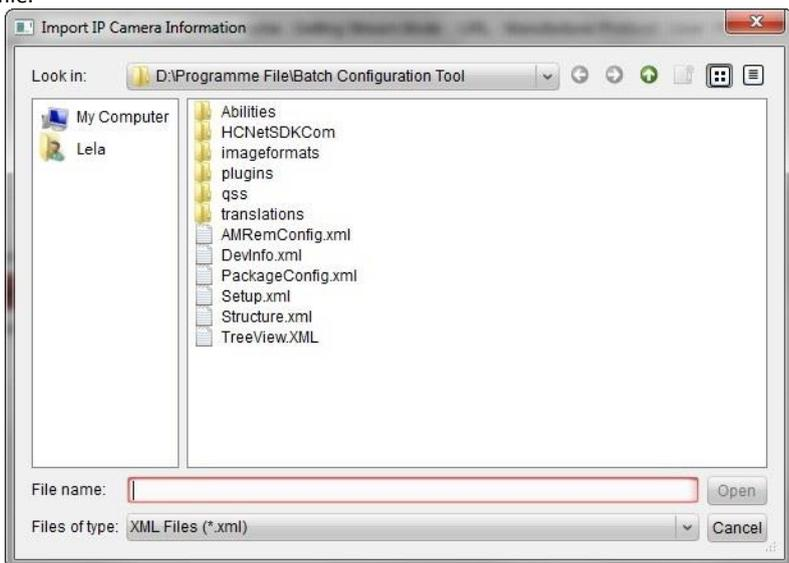 file.
Import IP Camera Information
Look in: D:\Programme File\Batch Configuration Tool
My Computer
Lela
Abilities
HCNetSDKCom
imageformats
plugins
qss
translations
AMRemConfig.xml
DevInfo.xml
PackageConfig.xml
Setup.xml
Structure.xml
TreeView.XML
File name:
Open
Files of type: XML Files (*.xml)
Cancel